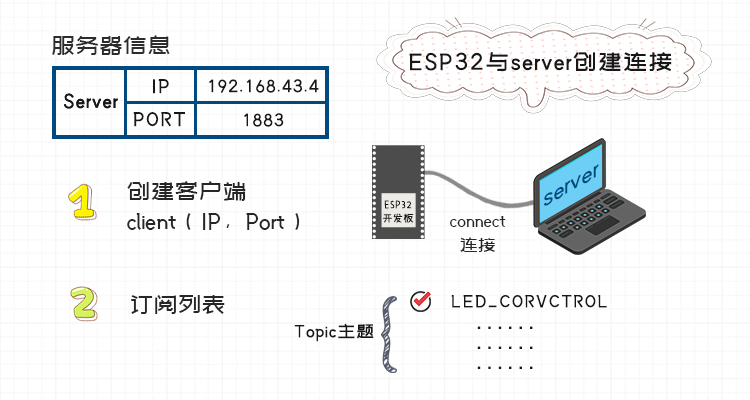 服务器信息
ESP32与server创建连接
Server
IP
192.168.43.4
PORT
1883
1
创建客户端
client ( IP , Port )
ESP32
开发板
server
connect
连接
2
订阅列表
Topic主题
LED_CORVCTROL
......
......
......